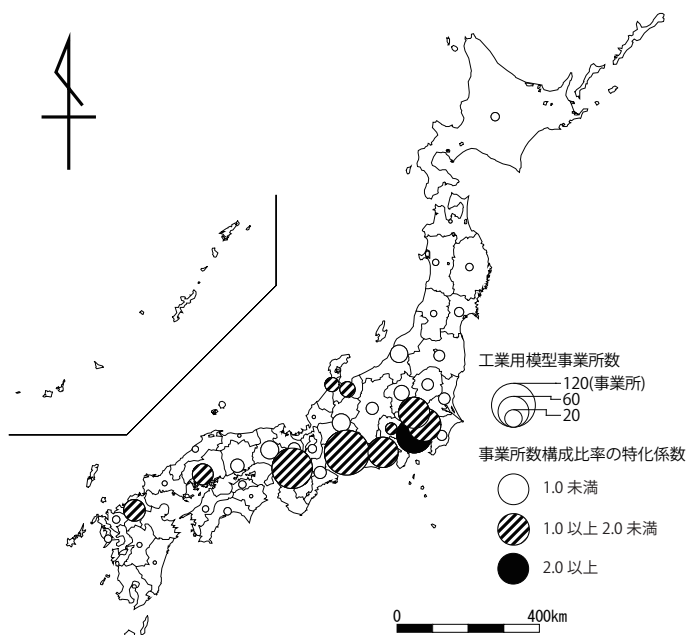 工業用模型事業所数
120(事業所)
60
20
事業所数構成比率の特化係数
1.0 未満
1.0 以上 2.0 未満
2.0 以上
0 400km